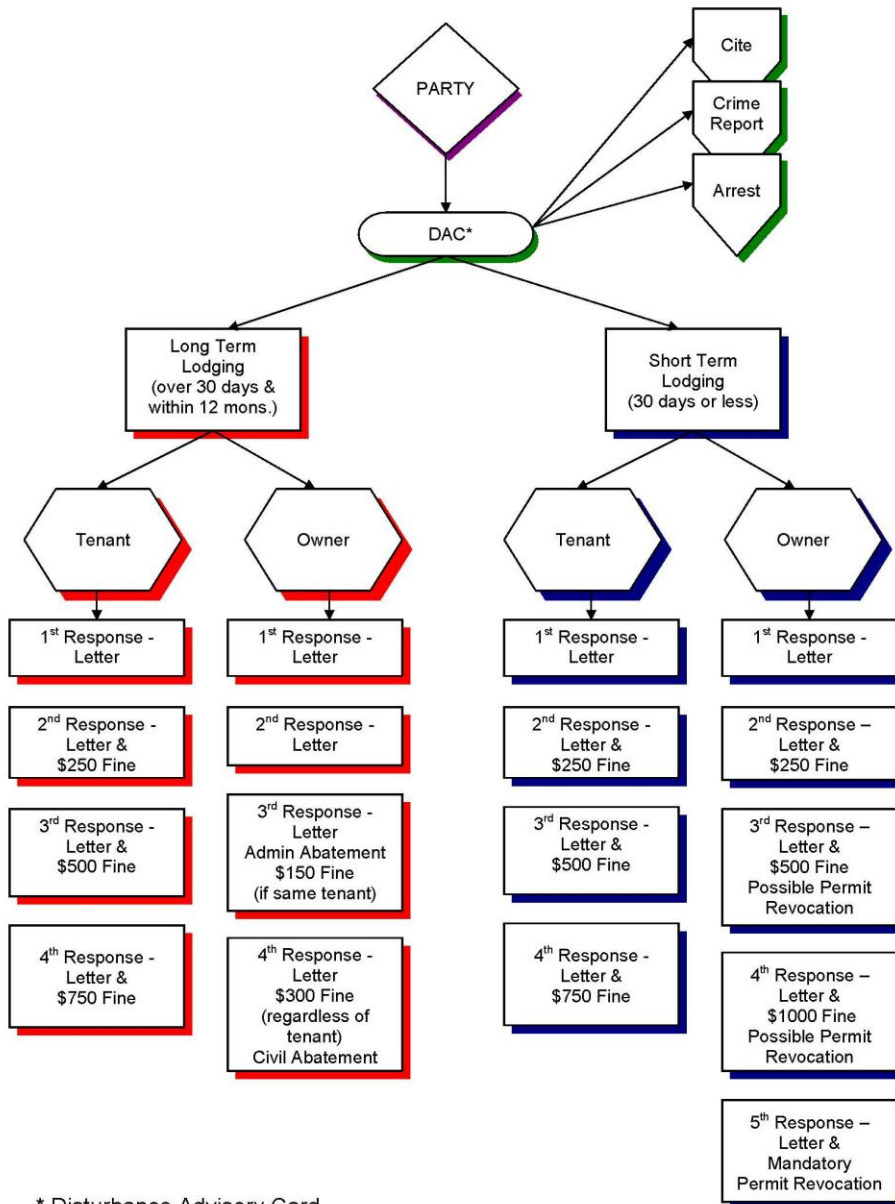 PARTY
Cite
Crime
Report
Arrest
DAC*
Long Term
Lodging
(over 30 days &
within 12 mons.)
Short Term
Lodging
(30 days or less)
Tenant
Owner
Tenant
Owner
1st Response -
Letter
2nd Response -
Letter &
$250 Fine
3rd Response -
Letter &
$500 Fine
4th Response -
Letter &
$750 Fine
1st Response -
Letter
2nd Response -
Letter
3rd Response -
Letter
Admin Abatement
$150 Fine
(if same tenant)
4th Response -
Letter
$300 Fine
(regardless of
tenant)
Civil Abatement
1st Response -
Letter
2nd Response -
Letter &
$250 Fine
3rd Response -
Letter &
$500 Fine
4th Response -
Letter &
$750 Fine
1st Response -
Letter
2nd Response –
Letter &
$250 Fine
3rd Response –
Letter &
$500 Fine
Possible Permit
Revocation
4th Response –
Letter &
$1000 Fine
Possible Permit
Revocation
5th Response –
Letter &
Mandatory
Permit Revocation
* Disturbance Advisory Card